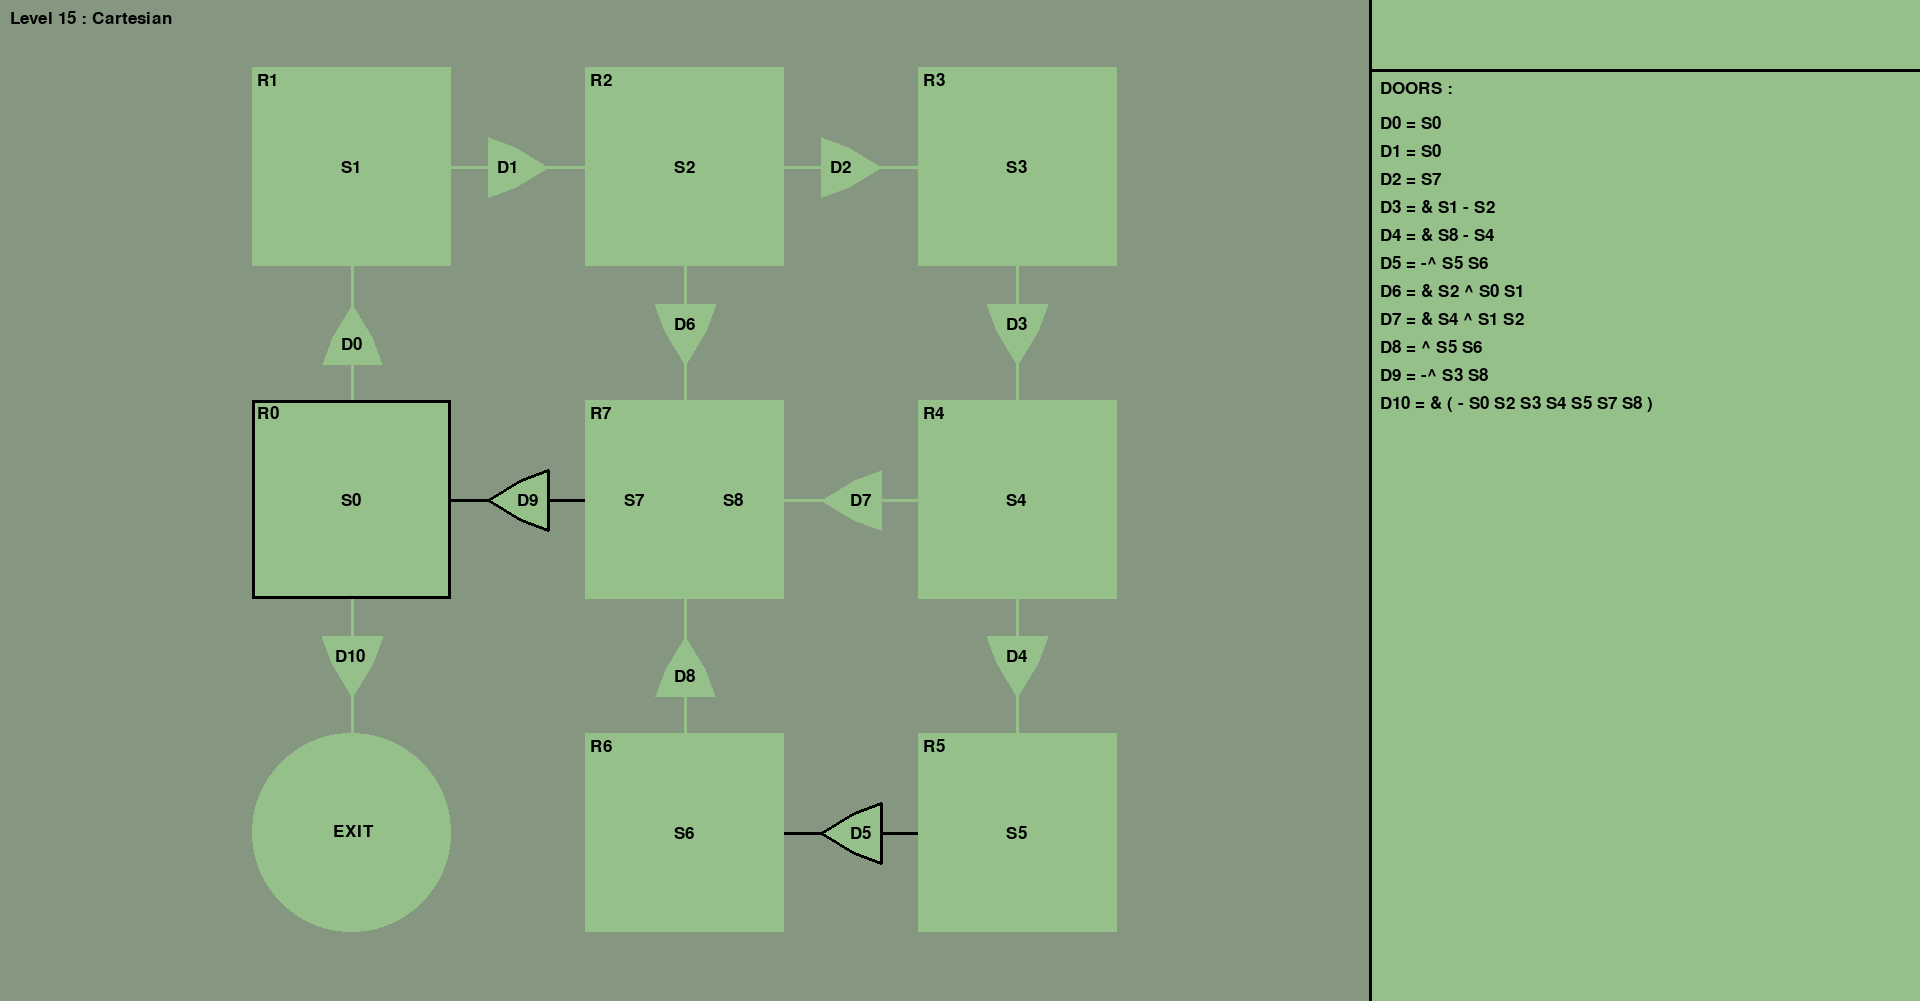 Level 15 : Cartesian
R1
R2
R3
S1
D1
S2
D2
S3
D0
D6
D3
R0
R7
R4
S0
D9
S7
S8
D7
S4
D10
D8
D4
R6
R5
EXIT
S6
D5
S5
DOORS :
D0 = S0
D1 = S0
D2 = S7
D3 = & S1 - S2
D4 = & S8 - S4
D5 = -^ S5 S6
D6 = & S2 ^ S0 S1
D7 = & S4 ^ S1 S2
D8 = ^ S5 S6
D9 = -^ S3 S8
D10 = & ( - S0 S2 S3 S4 S5 S7 S8 )